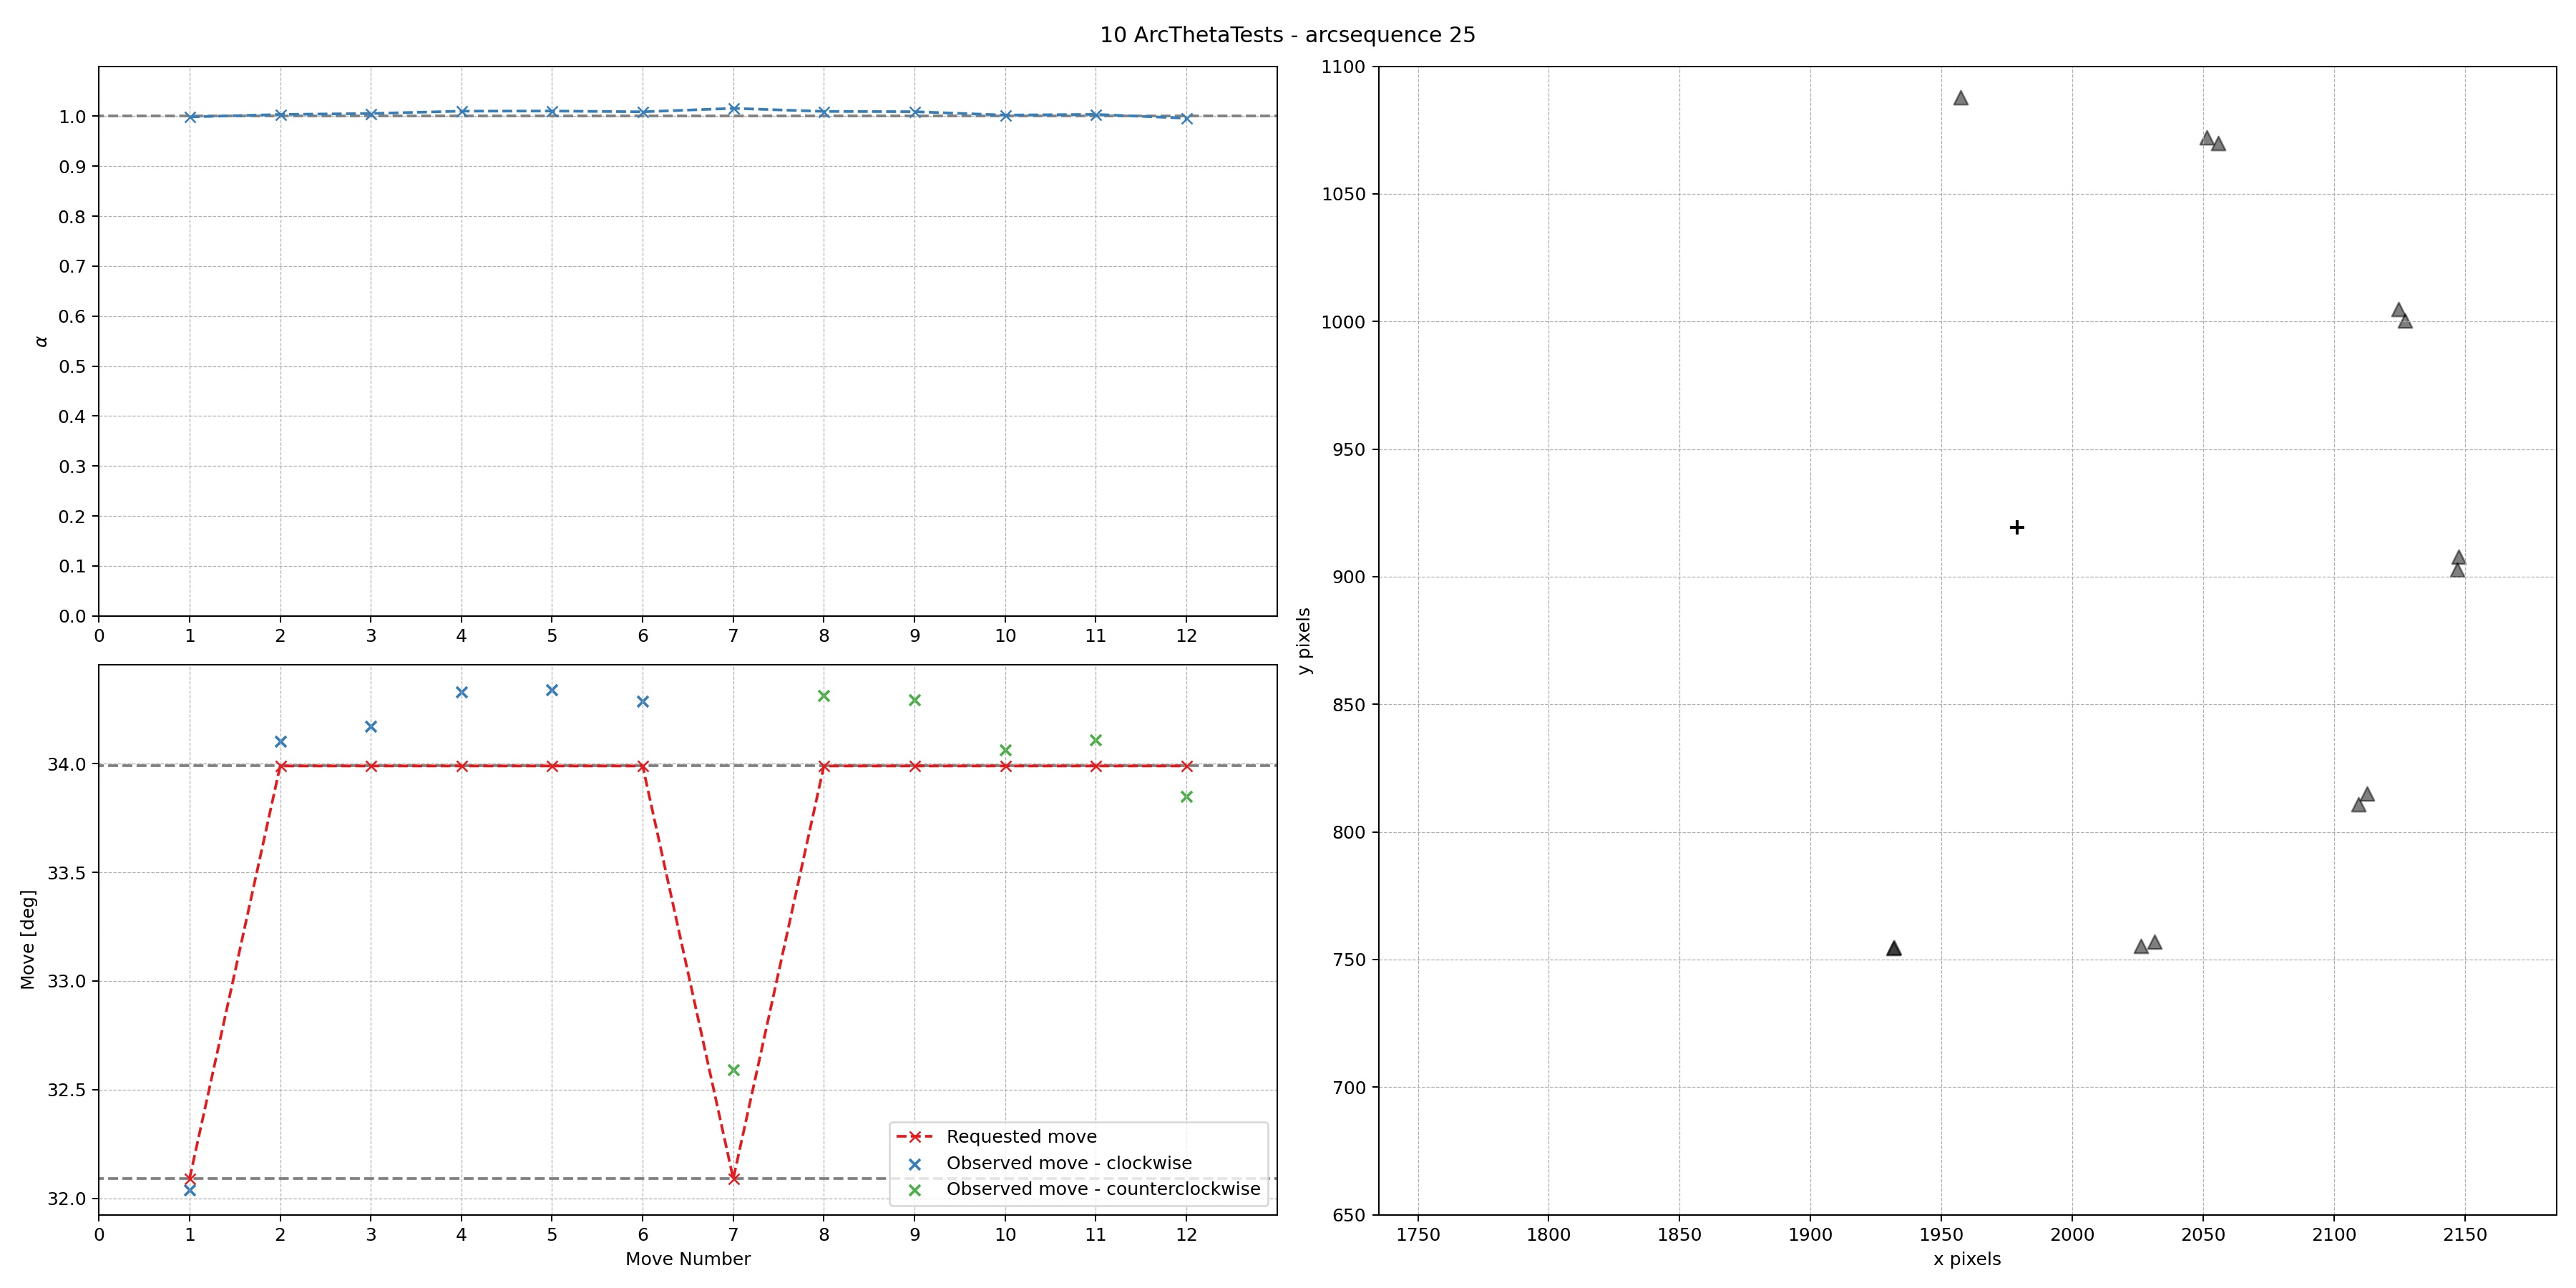 10 ArcThetaTests - arcsequence 25
1.0
0.9
0.8
0.7
0.6
0.5
0.4
0.3
0.2
0.1
0.0
α
0 1 2 3 4 5 6 7 8 9 10 11 12
34.0
33.5
33.0
32.5
32.0
Move [deg]
Requested move
Observed move - clockwise
Observed move - counterclockwise
0 1 2 3 4 5 6 7 8 9 10 11 12
Move Number
1100
1050
1000
950
900
850
800
750
700
650
y pixels
1750 1800 1850 1900 1950 2000 2050 2100 2150
x pixels